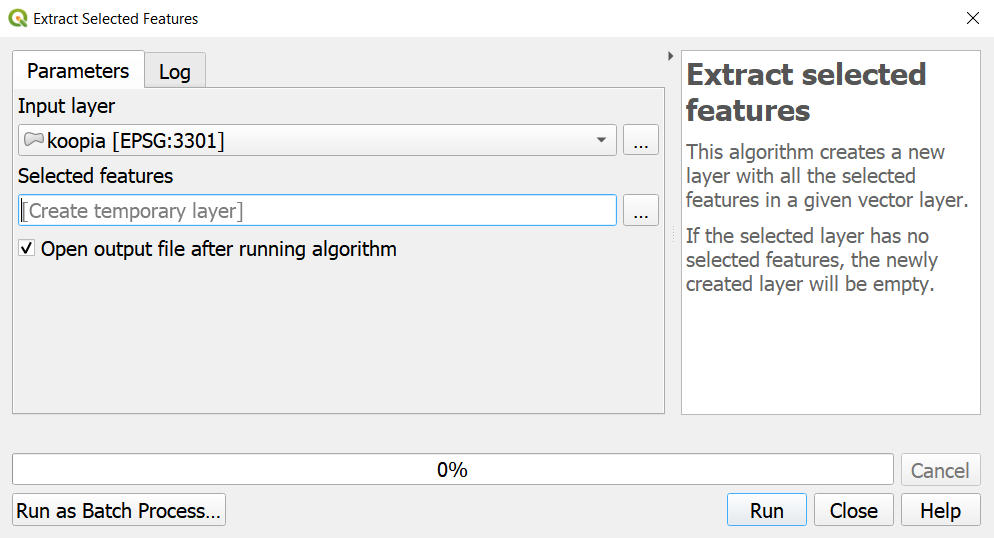 Extract Selected Features
Parameters
Log
Input layer
koopia [EPSG:3301]
...
Selected features
[Create temporary layer]
...
Open output file after running algorithm
Extract selected
features
This algorithm creates a new
layer with all the selected
features in a given vector layer.
If the selected layer has no
selected features, the newly
created layer will be empty.
0%
Cancel
Run as Batch Process...
Run
Close
Help